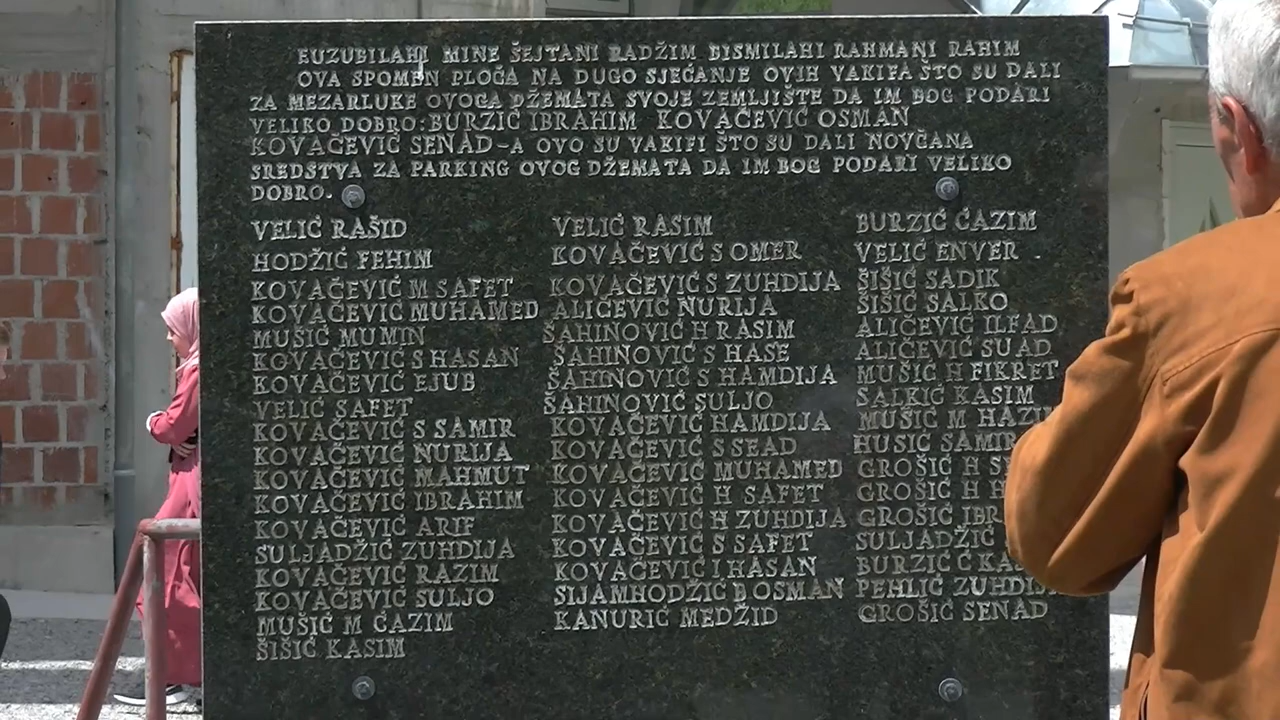 EUZUBILAHI MINE ŠEJTANI RADŽIM BISMILAHI RAHMANI RAHIM
OVA SPOMEN PLOČA NA DUGO SJEĆANJE OVIH VAKIFA ŠTO SU DALI
ZA MEZARLUKE OVOGA DŽEMATA SVOJE ZEMLJIŠTE DA IM BOG PODARI
VELIKO DOBRO: BURZIĆ IBRAHIM KOVAČEVIĆ OSMAN
KOVAČEVIĆ SENAD-A OVO SU VAKIFI ŠTO SU DALI NOVČANA
SREDSTVA ZA PARKING OVOG DŽEMATA DA IM BOG PODARI VELIKO
DOBRO.
VELIĆ RAŠID
HODŽIĆ FEHIM
KOVAČEVIĆ M SAFET
KOVAČEVIĆ MUHAMED
MUŠIĆ MUMIN
KOVAČEVIĆ S HASAN
KOVAČEVIĆ EJUB
VELIĆ SAFET
KOVAČEVIĆ S SAMIR
KOVAČEVIĆ NURIJA
KOVAČEVIĆ MAHMUT
KOVAČEVIĆ IBRAHIM
KOVAČEVIĆ ARIF
SULJADŽIĆ ZUHDIJA
KOVAČEVIĆ RAZIM
KOVAČEVIĆ SULJO
MUŠIĆ M ĆAZIM
ŠIŠIĆ KASIM
VELIĆ RASIM
KOVAČEVIĆ S OMER
KOVAČEVIĆ S ZUHDIJA
ALIČEVIĆ NURIJA
ŠAHINOVIĆ H RASIM
ŠAHINOVIĆ S HASE
ŠAHINOVIĆ S HAMDIJA
ŠAHINOVIĆ SULJO
KOVAČEVIĆ HAMDIJA
KOVAČEVIĆ S SEAD
KOVAČEVIĆ MUHAMED
KOVAČEVIĆ H SAFET
KOVAČEVIĆ H ZUHDIJA
KOVAČEVIĆ S SAFET
KOVAČEVIĆ I HASAN
SIJAMHODŽIĆ B OSMAN
KANURIĆ MEDŽID
BURZIĆ ĆAZIM
VELIĆ ENVER
ŠIŠIĆ SADIK
ŠIŠIĆ SALKO
ALIČEVIĆ ILFAD
ALIČEVIĆ SUAD
MUŠIĆ H FIKRET
SALKIĆ KASIM
MUŠIĆ M
HUSIĆ SAMIR
GROŠIĆ H
GROŠIĆ H
GROŠIĆ
SULJADŽIĆ
BURZIĆ Ć
PEHLIĆ
GROŠIĆ SENAD